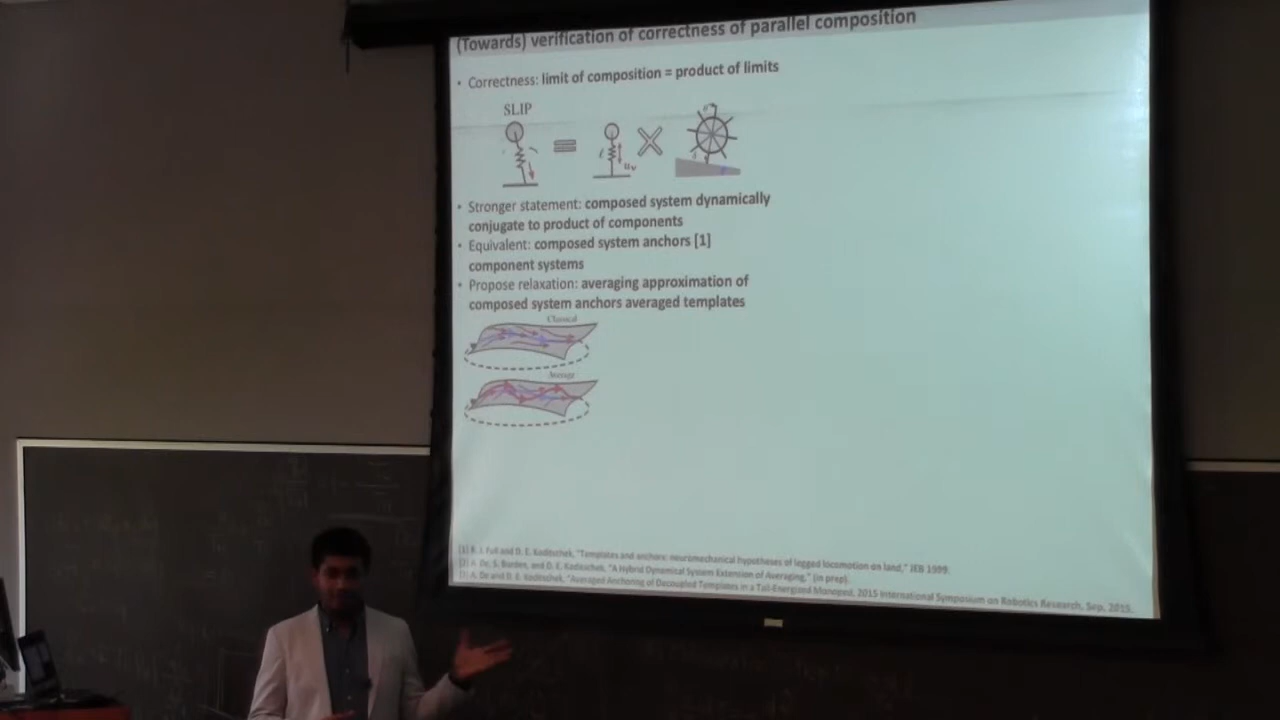 (Towards) verification of correctness of parallel composition
• Correctness: limit of composition = product of limits
SLIP
• Stronger statement: composed system dynamically
conjugate to product of components
• Equivalent: composed system anchors [1]
component systems
• Propose relaxation: averaging approximation of
composed system anchors averaged templates
Classical
Average
[1] R. J. Full and D. E. Koditschek, "Templates and anchors: neuromechanical hypotheses of legged locomotion on land," JEB 1999.
[2] A. De, S. Burden, and D. E. Koditschek, "A Hybrid Dynamical System Extension of Averaging," (in prep).
[3] A. De and D. E. Koditschek, "Averaged Anchoring of Decoupled Templates in a Tail-Energized Monoped, 2015 International Symposium on Robotics Research, Sep, 2015.